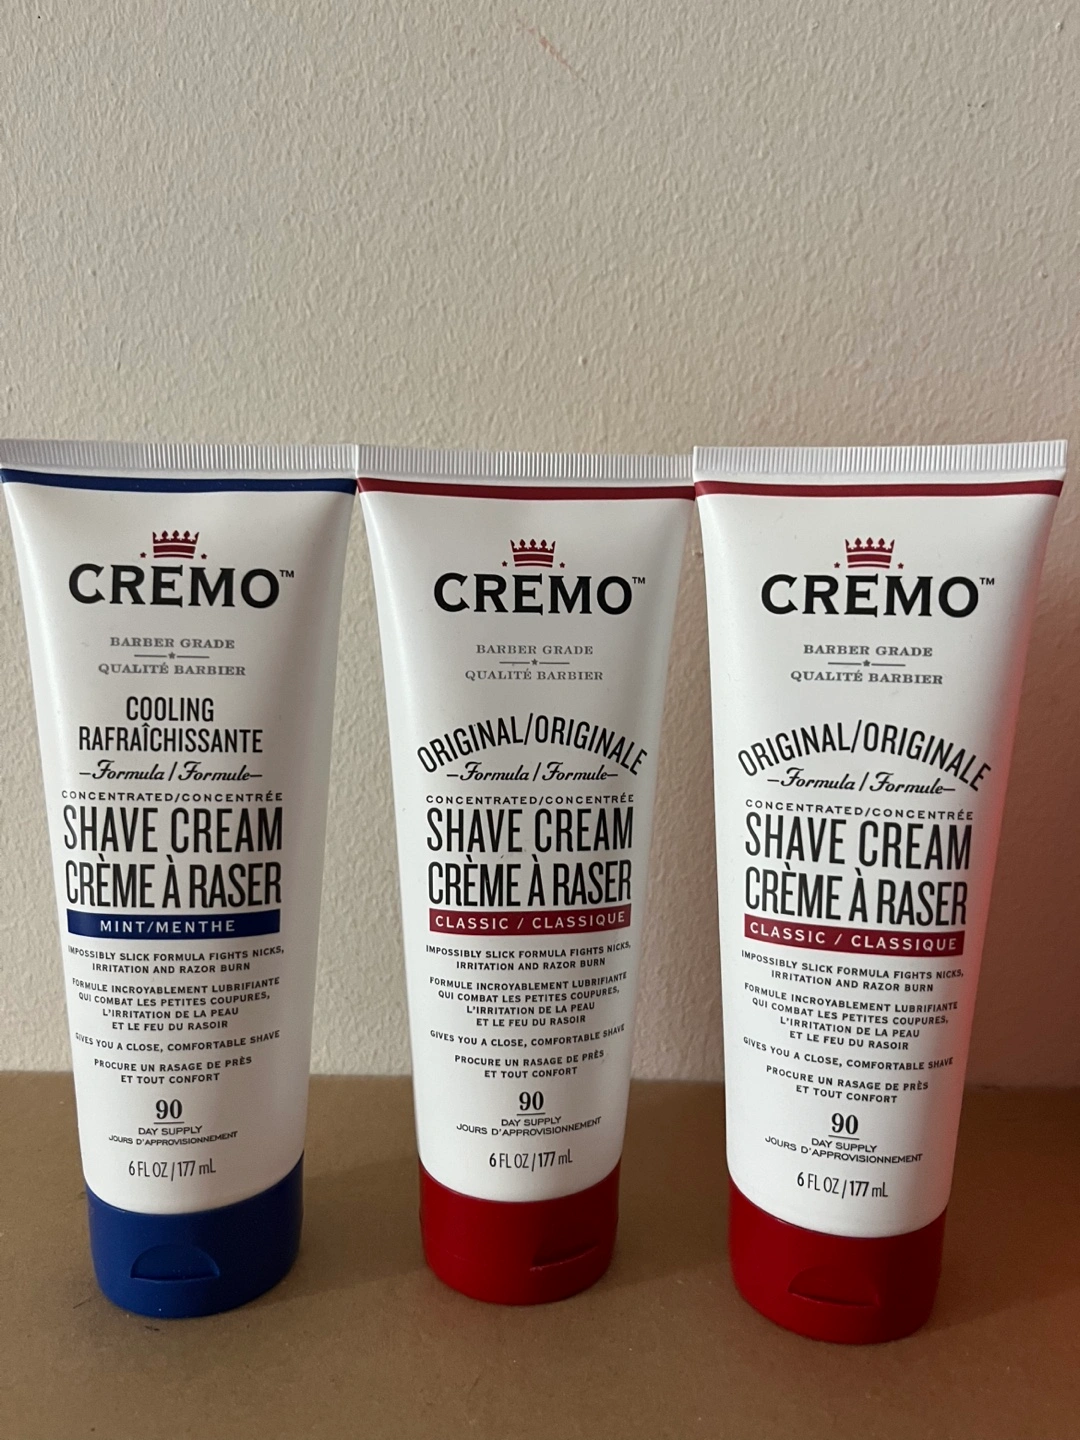 CREMO™
BARBER GRADE
QUALITÉ BARBIER
COOLING
RAFRAÎCHISSANTE
Formula / Formule
CONCENTRATED/CONCENTRÉE
SHAVE CREAM
CRÈME À RASER
MINT/MENTHE
IMPOSSIBLY SLICK FORMULA FIGHTS NICKS,
IRRITATION AND RAZOR BURN
FORMULE INCROYABLEMENT LUBRIFIANTE
QUI COMBAT LES PETITES COUPURES,
L'IRRITATION DE LA PEAU
ET LE FEU DU RASOIR
GIVES YOU A CLOSE, COMFORTABLE SHAVE
PROCURE UN RASAGE DE PRÈS
ET TOUT CONFORT
90
DAY SUPPLY
JOURS D'APPROVISIONNEMENT
6 FL OZ / 177 mL
CREMO™
BARBER GRADE
QUALITÉ BARBIER
ORIGINAL/ORIGINALE
Formula / Formule
CONCENTRATED/CONCENTRÉE
SHAVE CREAM
CRÈME À RASER
CLASSIC / CLASSIQUE
IMPOSSIBLY SLICK FORMULA FIGHTS NICKS,
IRRITATION AND RAZOR BURN
FORMULE INCROYABLEMENT LUBRIFIANTE
QUI COMBAT LES PETITES COUPURES,
L'IRRITATION DE LA PEAU
ET LE FEU DU RASOIR
GIVES YOU A CLOSE, COMFORTABLE SHAVE
PROCURE UN RASAGE DE PRÈS
ET TOUT CONFORT
90
DAY SUPPLY
JOURS D'APPROVISIONNEMENT
6 FL OZ / 177 mL
CREMO™
BARBER GRADE
QUALITÉ BARBIER
ORIGINAL/ORIGINALE
Formula / Formule
CONCENTRATED/CONCENTRÉE
SHAVE CREAM
CRÈME À RASER
CLASSIC / CLASSIQUE
IMPOSSIBLY SLICK FORMULA FIGHTS NICKS,
IRRITATION AND RAZOR BURN
FORMULE INCROYABLEMENT LUBRIFIANTE
QUI COMBAT LES PETITES COUPURES,
L'IRRITATION DE LA PEAU
ET LE FEU DU RASOIR
GIVES YOU A CLOSE, COMFORTABLE SHAVE
PROCURE UN RASAGE DE PRÈS
ET TOUT CONFORT
90
DAY SUPPLY
JOURS D'APPROVISIONNEMENT
6 FL OZ / 177 mL